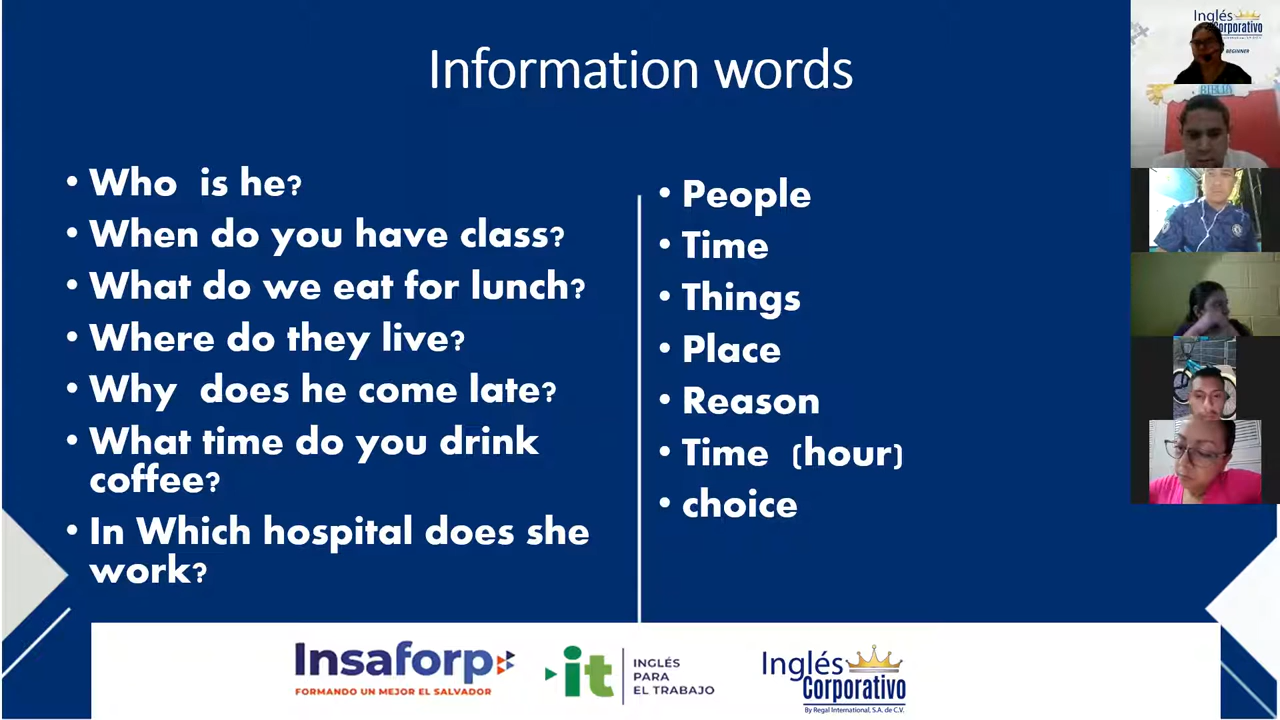 Information words
• Who is he?
• When do you have class?
• What do we eat for lunch?
• Where do they live?
• Why does he come late?
• What time do you drink
coffee?
• In Which hospital does she
work?
• People
• Time
• Things
• Place
• Reason
• Time (hour)
• choice
Insaforp
FORMANDO UN MEJOR EL SALVADOR
it
INGLÉS
PARA
EL TRABAJO
Inglés
Corporativo
By Regal International, S.A. de C.V.
Inglés
BEGINNER
BIBLIA